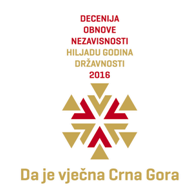 DECENIJA
OBNOVE
NEZAVISNOSTI
HILJADU GODINA
DRŽAVNOSTI
2016
Da je vječna Crna Gora